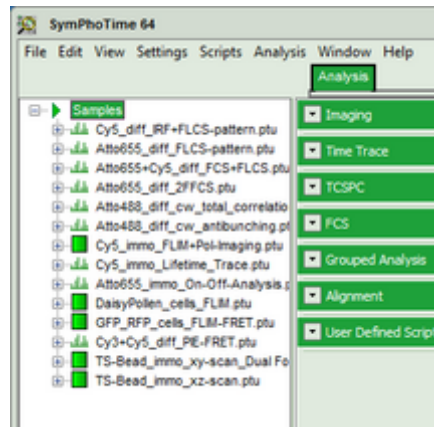 SymPhoTime 64
File Edit View Settings Scripts Analysis Window Help
Analysis
Samples
Cy5_diff_IRF+FLCS-pattern.ptu
Atto655_diff_FLCS-pattern.ptu
Atto655+Cy5_diff_FCS+FLCS.ptu
Atto655_diff_2FFCS.ptu
Atto488_diff_cw_total_correlatio
Atto488_diff_cw_antibunching.pt
Cy5_immo_FLIM+Pol-Imaging.ptu
Cy5_immo_Lifetime_Trace.ptu
Atto655_immo_On-Off-Analysis.p
DaisyPollen_cells_FLIM.ptu
GFP_RFP_cells_FLIM-FRET.ptu
Cy3+Cy5_diff_PIE-FRET.ptu
TS-Bead_immo_xy-scan_Dual Fo
TS-Bead_immo_xz-scan.ptu
Imaging
Time Trace
TCSPC
FCS
Grouped Analysis
Alignment
User Defined Script